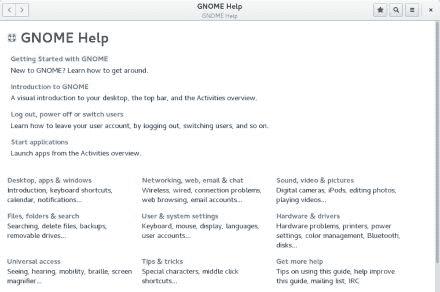 GNOME Help
GNOME Help
GNOME Help
Getting Started with GNOME
New to GNOME? Learn how to get around.
Introduction to GNOME
A visual introduction to your desktop, the top bar, and the Activities overview.
Log out, power off or switch users
Learn how to leave your user account, by logging out, switching users, and so on.
Start applications
Launch apps from the Activities overview.
Desktop, apps & windows
Introduction, keyboard shortcuts,
calendar, notifications…
Networking, web, email & chat
Wireless, wired, connection problems,
web browsing, email accounts…
Sound, video & pictures
Digital cameras, iPods, editing photos,
playing videos…
Files, folders & search
Searching, delete files, backups,
removable drives…
User & system settings
Keyboard, mouse, display, languages,
user accounts…
Hardware & drivers
Hardware problems, printers, power
settings, color management, Bluetooth,
disks…
Universal access
Seeing, hearing, mobility, braille, screen
magnifier…
Tips & tricks
Special characters, middle click
shortcuts…
Get more help
Tips on using this guide, help improve
this guide, mailing list, IRC